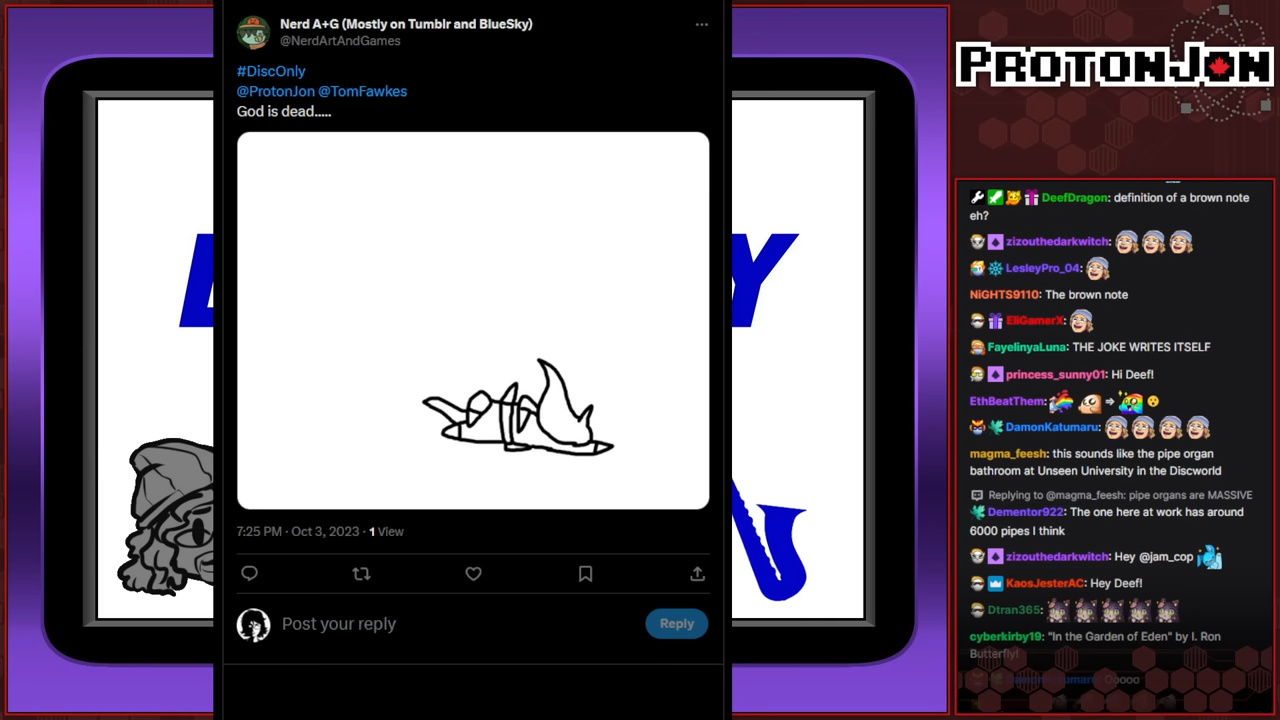 Nerd A+G (Mostly on Tumblr and BlueSky)
@NerdArtAndGames
#DiscOnly
@ProtonJon @TomFawkes
God is dead.....
7:25 PM · Oct 3, 2023 · 1 View
Post your reply
Reply
PROTONJON
DeefDragon: definition of a brown note
eh?
zizouthedarkwitch:
LesleyPro_04:
NiGHTS9110: The brown note
EliGamerX:
FayelinyaLuna: THE JOKE WRITES ITSELF
princess_sunny01: Hi Deef!
EthBeatThem:
DamonKatumaru:
magma_feesh: this sounds like the pipe organ
bathroom at Unseen University in the Discworld
Replying to @magma_feesh: pipe organs are MASSIVE
Dementor922: The one here at work has around
6000 pipes I think
zizouthedarkwitch: Hey @jam_cop
KaosJesterAC: Hey Deef!
Dtran365:
cyberkirby19: "In the Garden of Eden" by I. Ron
Butterfly!